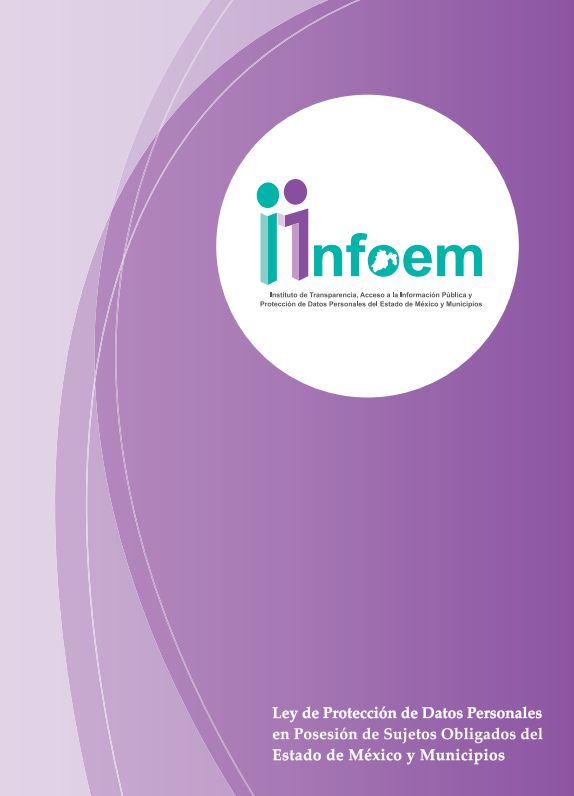 infoem
Instituto de Transparencia, Acceso a la Información Pública y
Protección de Datos Personales del Estado de México y Municipios
Ley de Protección de Datos Personales
en Posesión de Sujetos Obligados del
Estado de México y Municipios